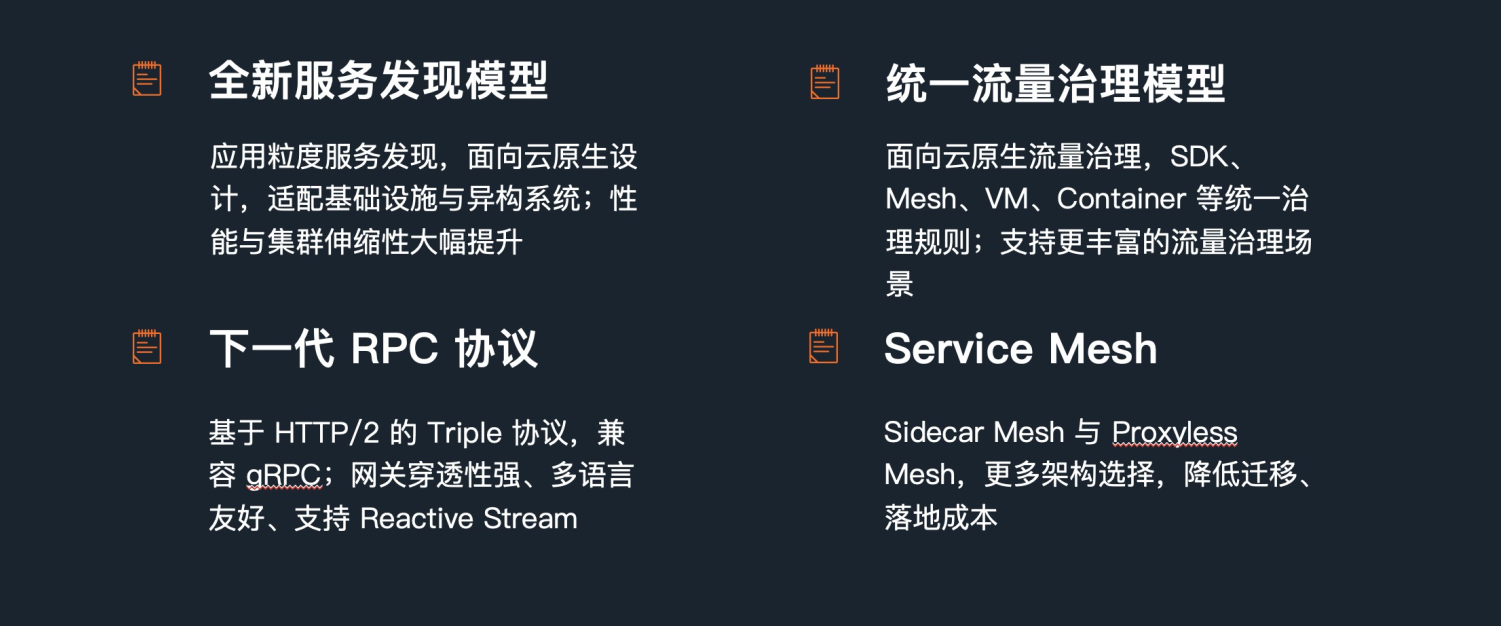 全新服务发现模型
应用粒度服务发现，面向云原生设
计，适配基础设施与异构系统；性
能与集群伸缩性大幅提升
统一流量治理模型
面向云原生流量治理，SDK、
Mesh、VM、Container 等统一治
理规则；支持更丰富的流量治理场
景
下一代 RPC 协议
基于 HTTP/2 的 Triple 协议，兼
容 gRPC；网关穿透性强、多语言
友好、支持 Reactive Stream
Service Mesh
Sidecar Mesh 与 Proxyless
Mesh，更多架构选择，降低迁移、
落地成本